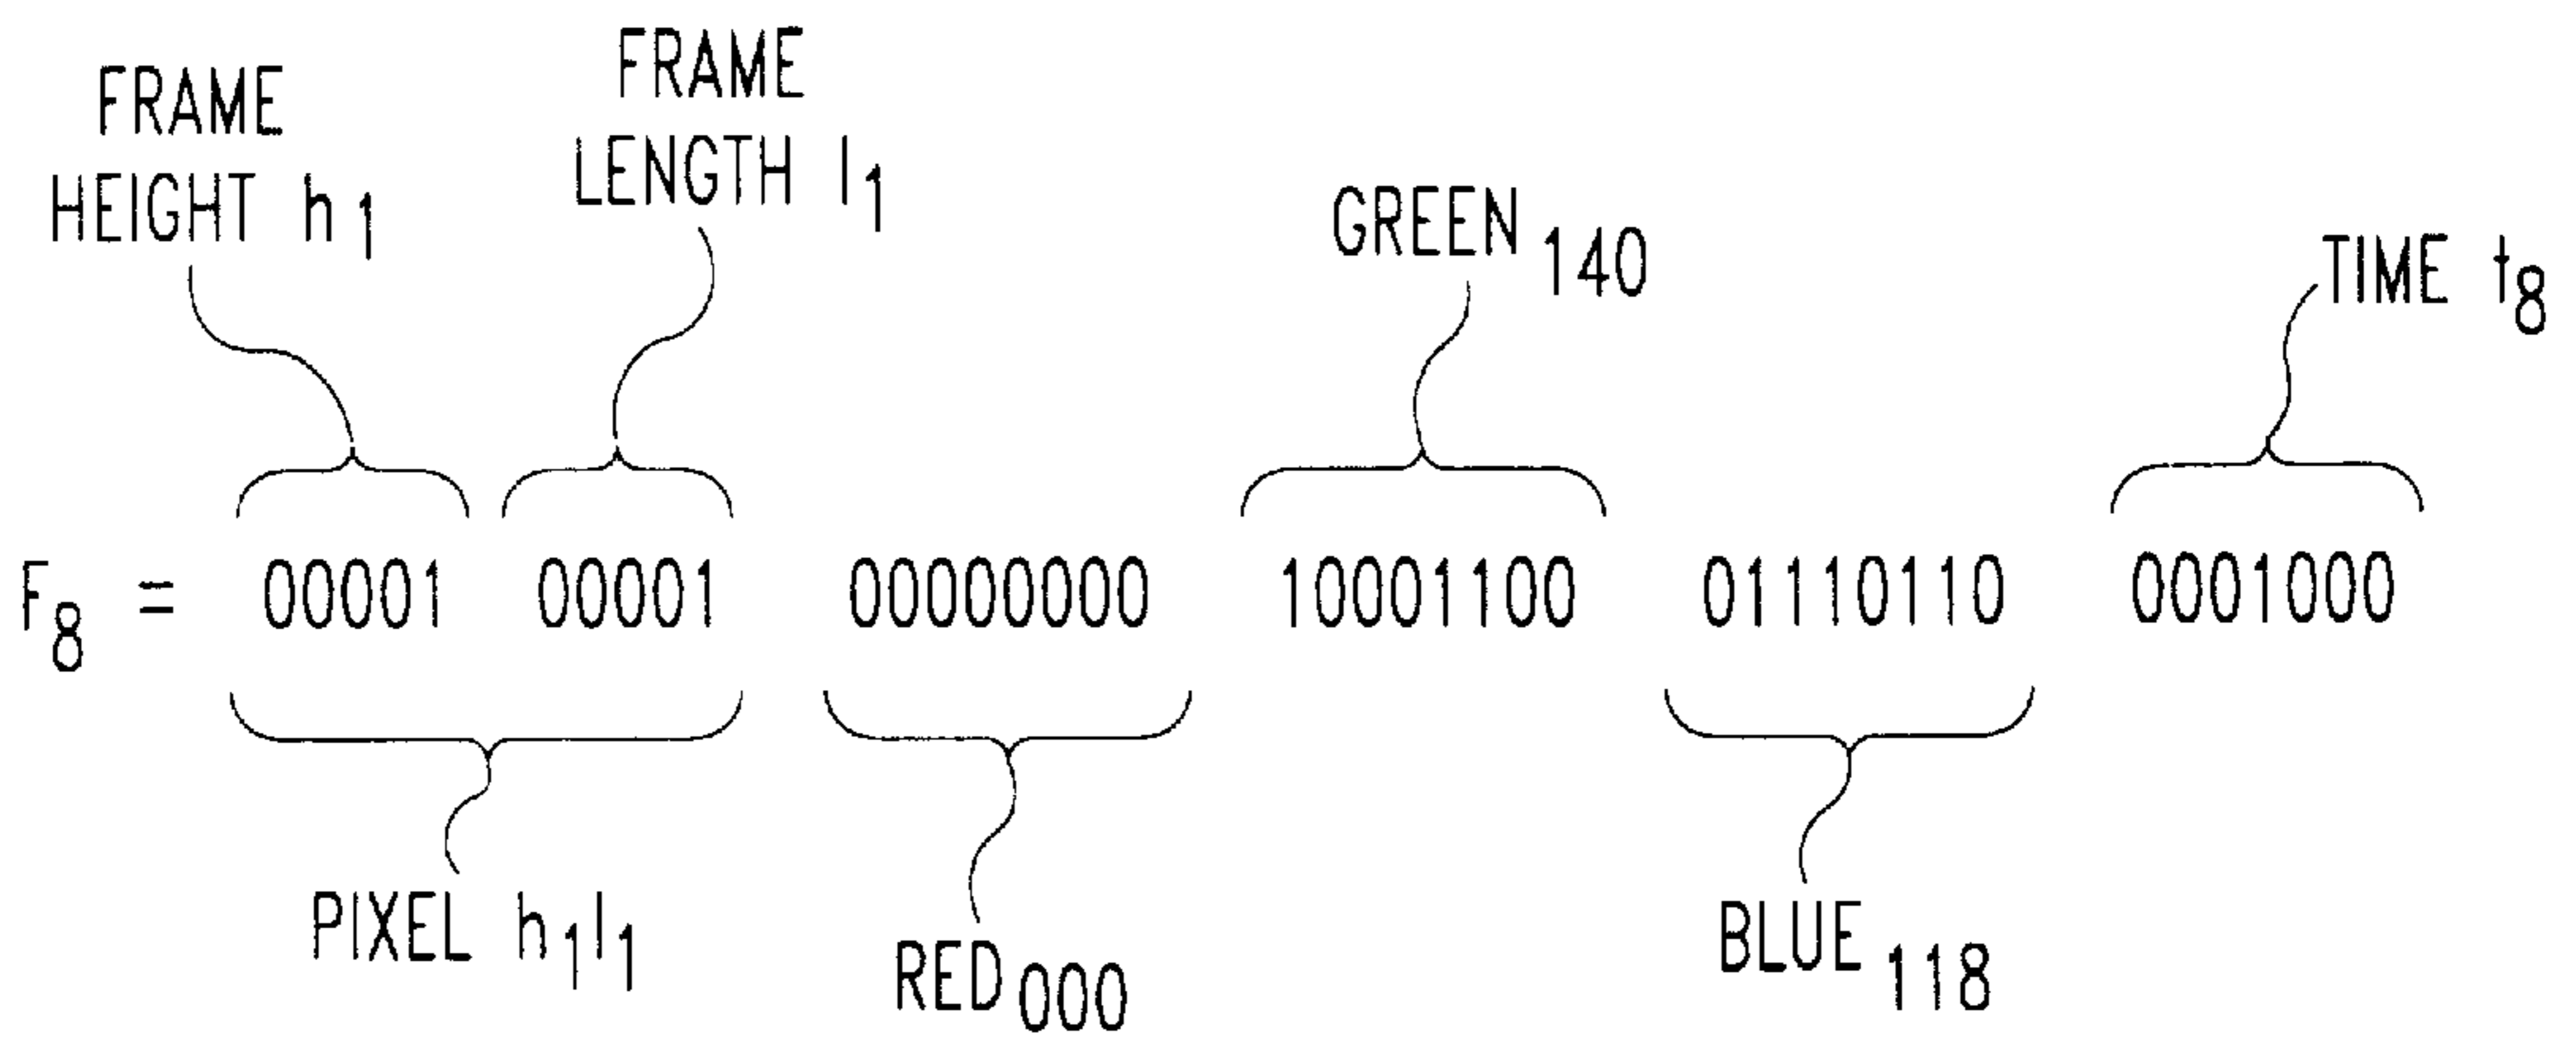 FRAME
HEIGHT h1
FRAME
LENGTH l1
GREEN 140
TIME t8
F8 = 00001 00001 00000000 10001100 01110110 0001000
PIXEL h1l1
RED 000
BLUE 118